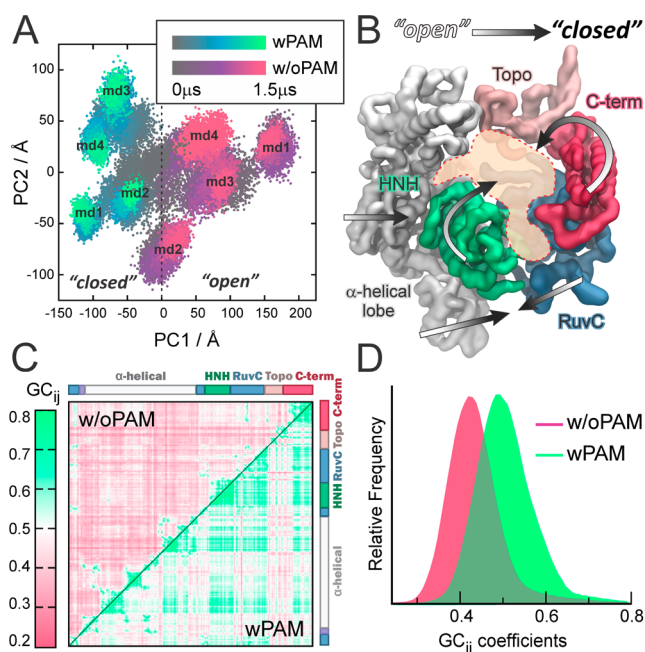 A
wPAM
w/oPAM
0μs
1.5μs
PC2 / Å
100
50
0
-50
-100
md3
md4
md2
md1
md4
md1
md3
md2
“closed”
“open”
-150
-100
-50
0
50
100
150
200
PC1 / Å
B
“open”
“closed”
Topo
C-term
HNH
α-helical
lobe
RuvC
C
GCij
0.8
0.7
0.6
0.5
0.4
0.3
0.2
α-helical
HNH
RuvC
Topo
C-term
w/oPAM
wPAM
C-term
Topo
RuvC
HNH
α-helical
D
w/oPAM
wPAM
Relative Frequency
0.4
0.6
0.8
GCij coefficients